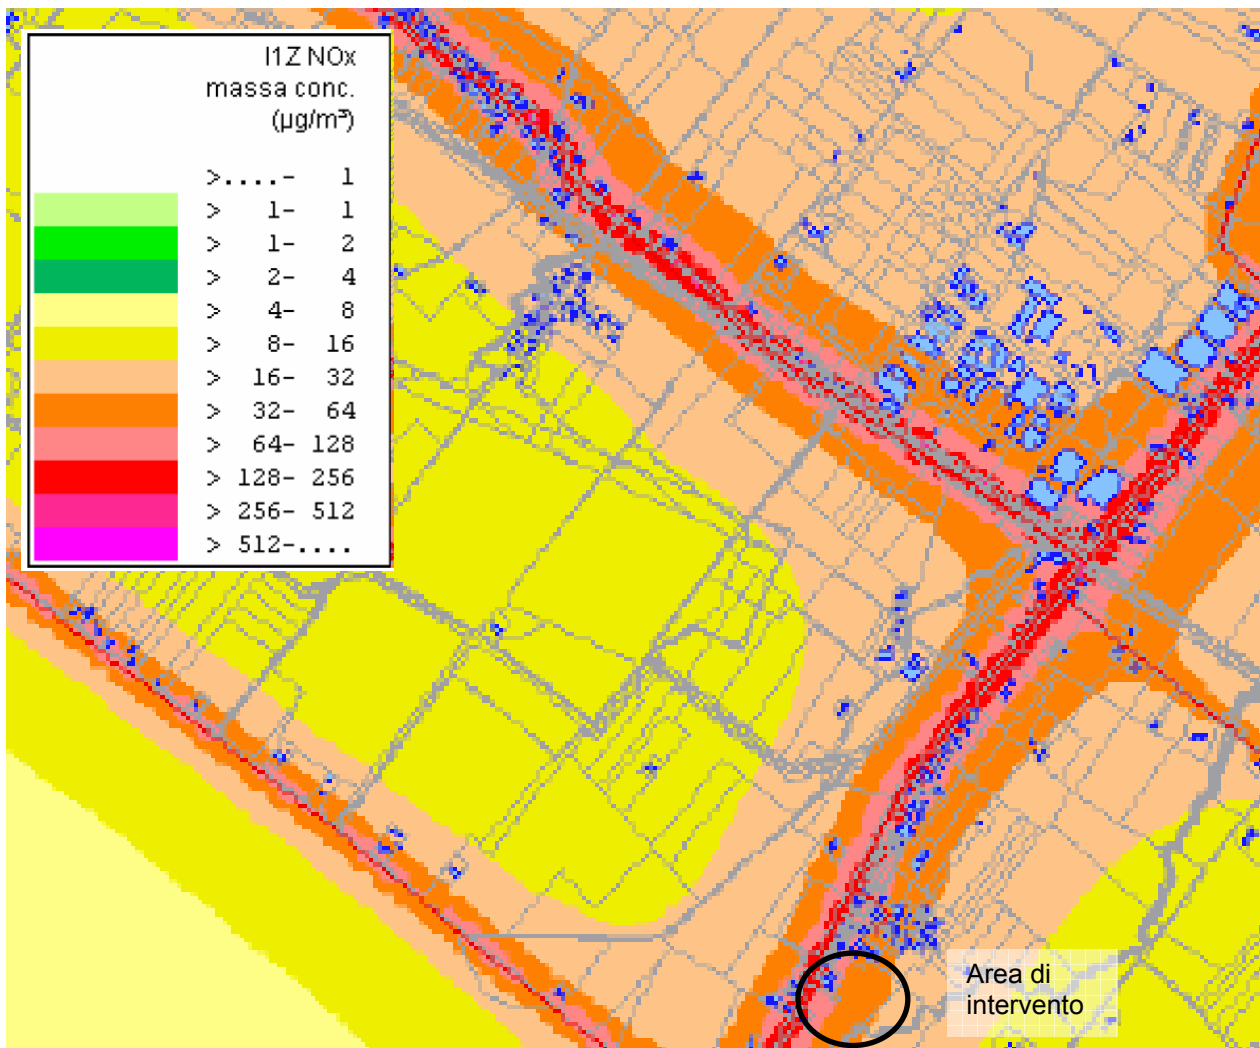 I1Z NOx
massa conc.
(µg/m³)
>....- 1
> 1- 1
> 1- 2
> 2- 4
> 4- 8
> 8- 16
> 16- 32
> 32- 64
> 64- 128
> 128- 256
> 256- 512
> 512-....
Area di
intervento